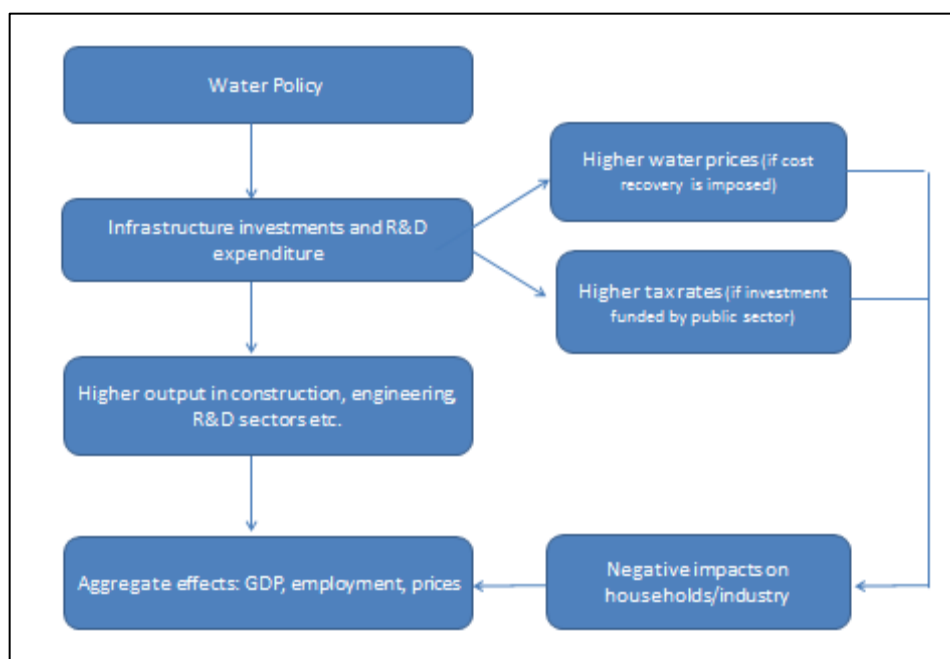 Water Policy
Higher water prices (if cost
recovery is imposed)
Infrastructure investments and R&D
expenditure
Higher tax rates (if investment
funded by public sector)
Higher output in construction, engineering,
R&D sectors etc.
Aggregate effects: GDP, employment, prices
Negative impacts on
households/industry